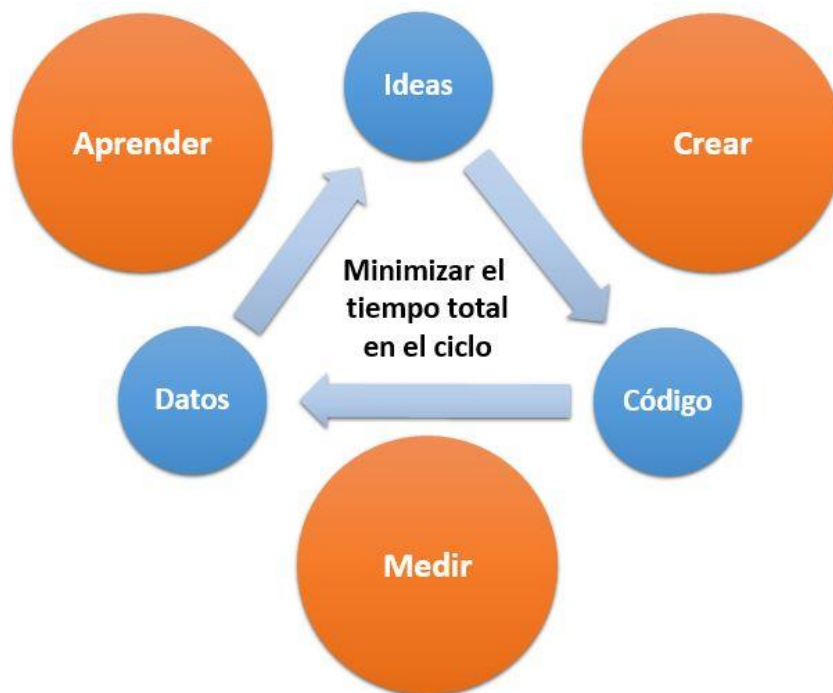 Ideas
Aprender
Crear
Minimizar el
tiempo total
en el ciclo
Datos
Código
Medir